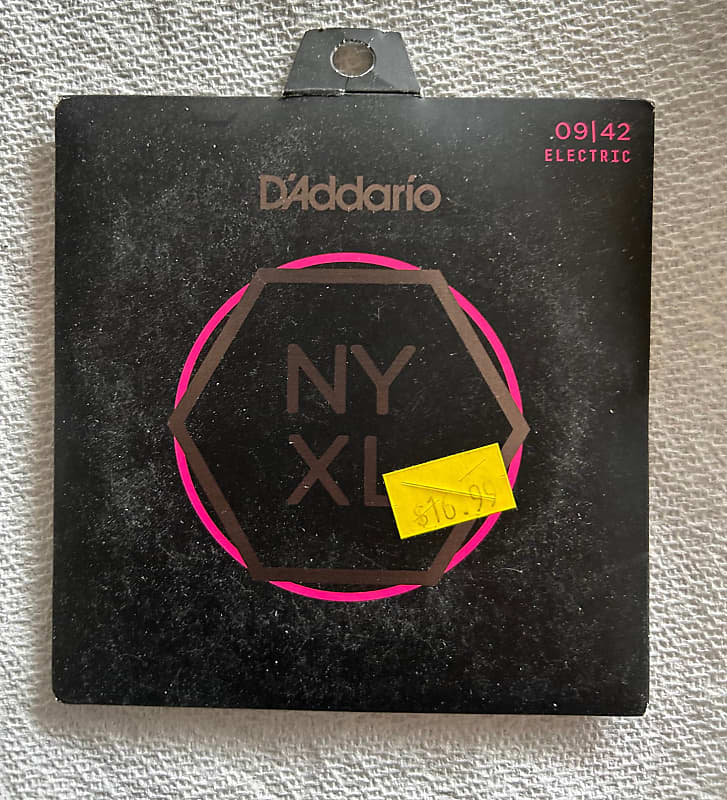 .09|42
ELECTRIC
D'Addario
NY
XL
$16.99